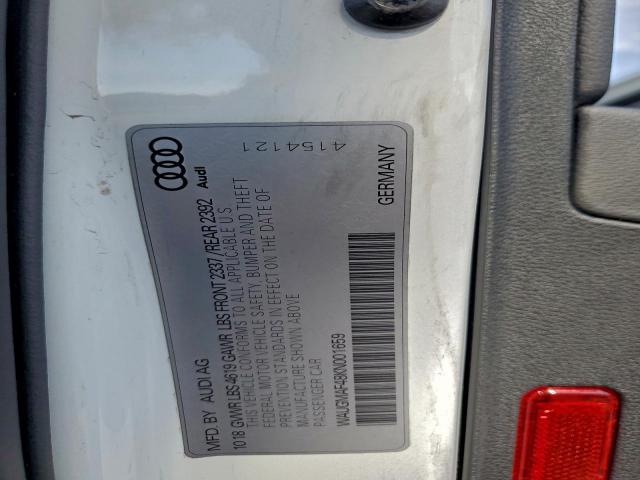 MFD. BY AUDI AG
Audi
1018 GVWR LBS 4619 GAWR LBS FRONT 2337 / REAR 2392
THIS VEHICLE CONFORMS TO ALL APPLICABLE U.S.
FEDERAL MOTOR VEHICLE SAFETY, BUMPER AND THEFT
PREVENTION STANDARDS IN EFFECT ON THE DATE OF
MANUFACTURE SHOWN ABOVE
PASSENGER CAR
4154121
WAUGMAF48KN001659
GERMANY